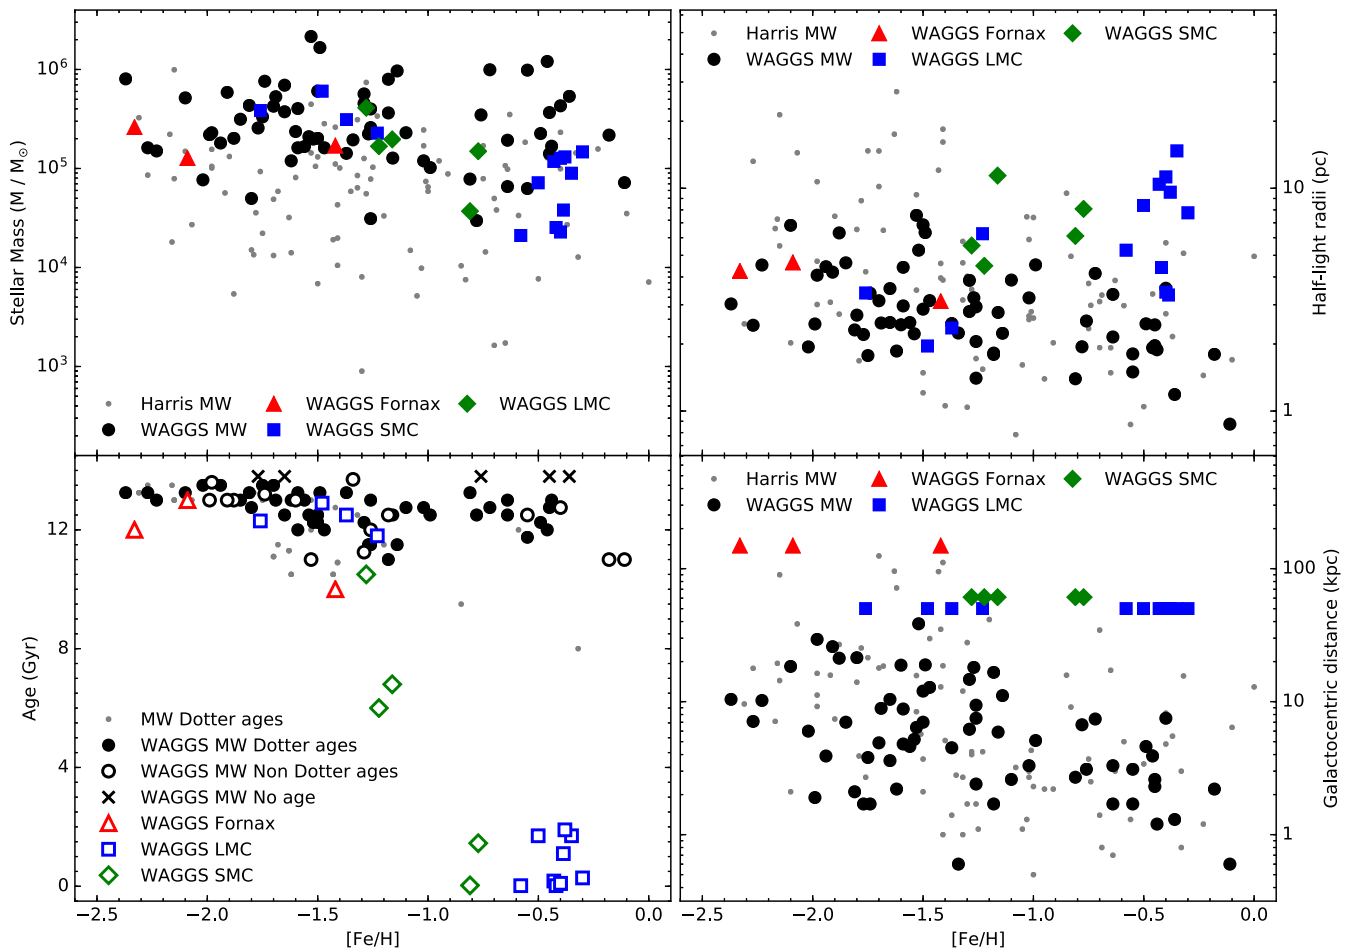 10⁶
10⁵
10⁴
10³
Stellar Mass (M / M⊙)
Harris MW
WAGGS MW
WAGGS Fornax
WAGGS SMC
WAGGS LMC
Harris MW
WAGGS MW
WAGGS Fornax
WAGGS LMC
WAGGS SMC
10
1
Half-light radii (pc)
12
8
4
0
Age (Gyr)
MW Dotter ages
WAGGS MW Dotter ages
WAGGS MW Non Dotter ages
WAGGS MW No age
WAGGS Fornax
WAGGS LMC
WAGGS SMC
−2.5 −2.0 −1.5 −1.0 −0.5 0.0
[Fe/H]
Harris MW
WAGGS MW
WAGGS Fornax
WAGGS LMC
WAGGS SMC
100
10
1
Galactocentric distance (kpc)
−2.5 −2.0 −1.5 −1.0 −0.5 0.0
[Fe/H]